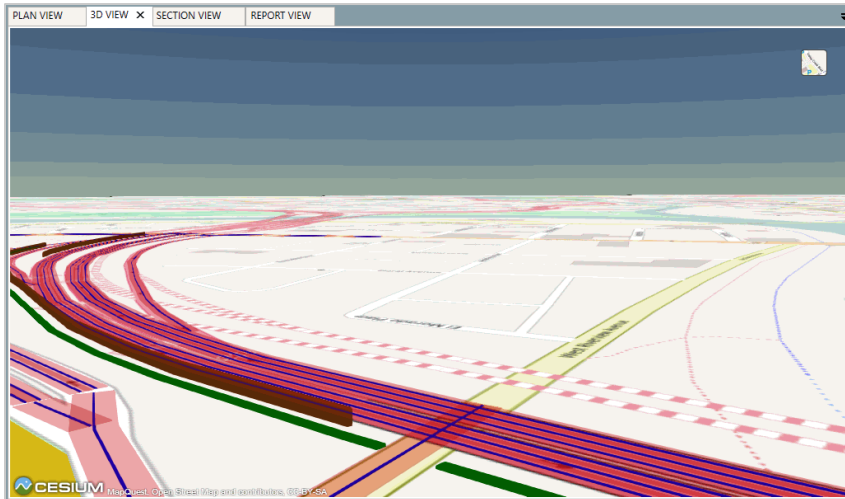 PLAN VIEW
3D VIEW
SECTION VIEW
REPORT VIEW
West Riverside Avenue
CESIUM
MapQuest, Open Street Map and contributors, CC-BY-SA